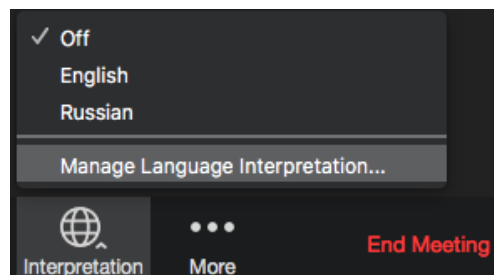 ✓ Off
English
Russian
Manage Language Interpretation...
Interpretation
More
End Meeting